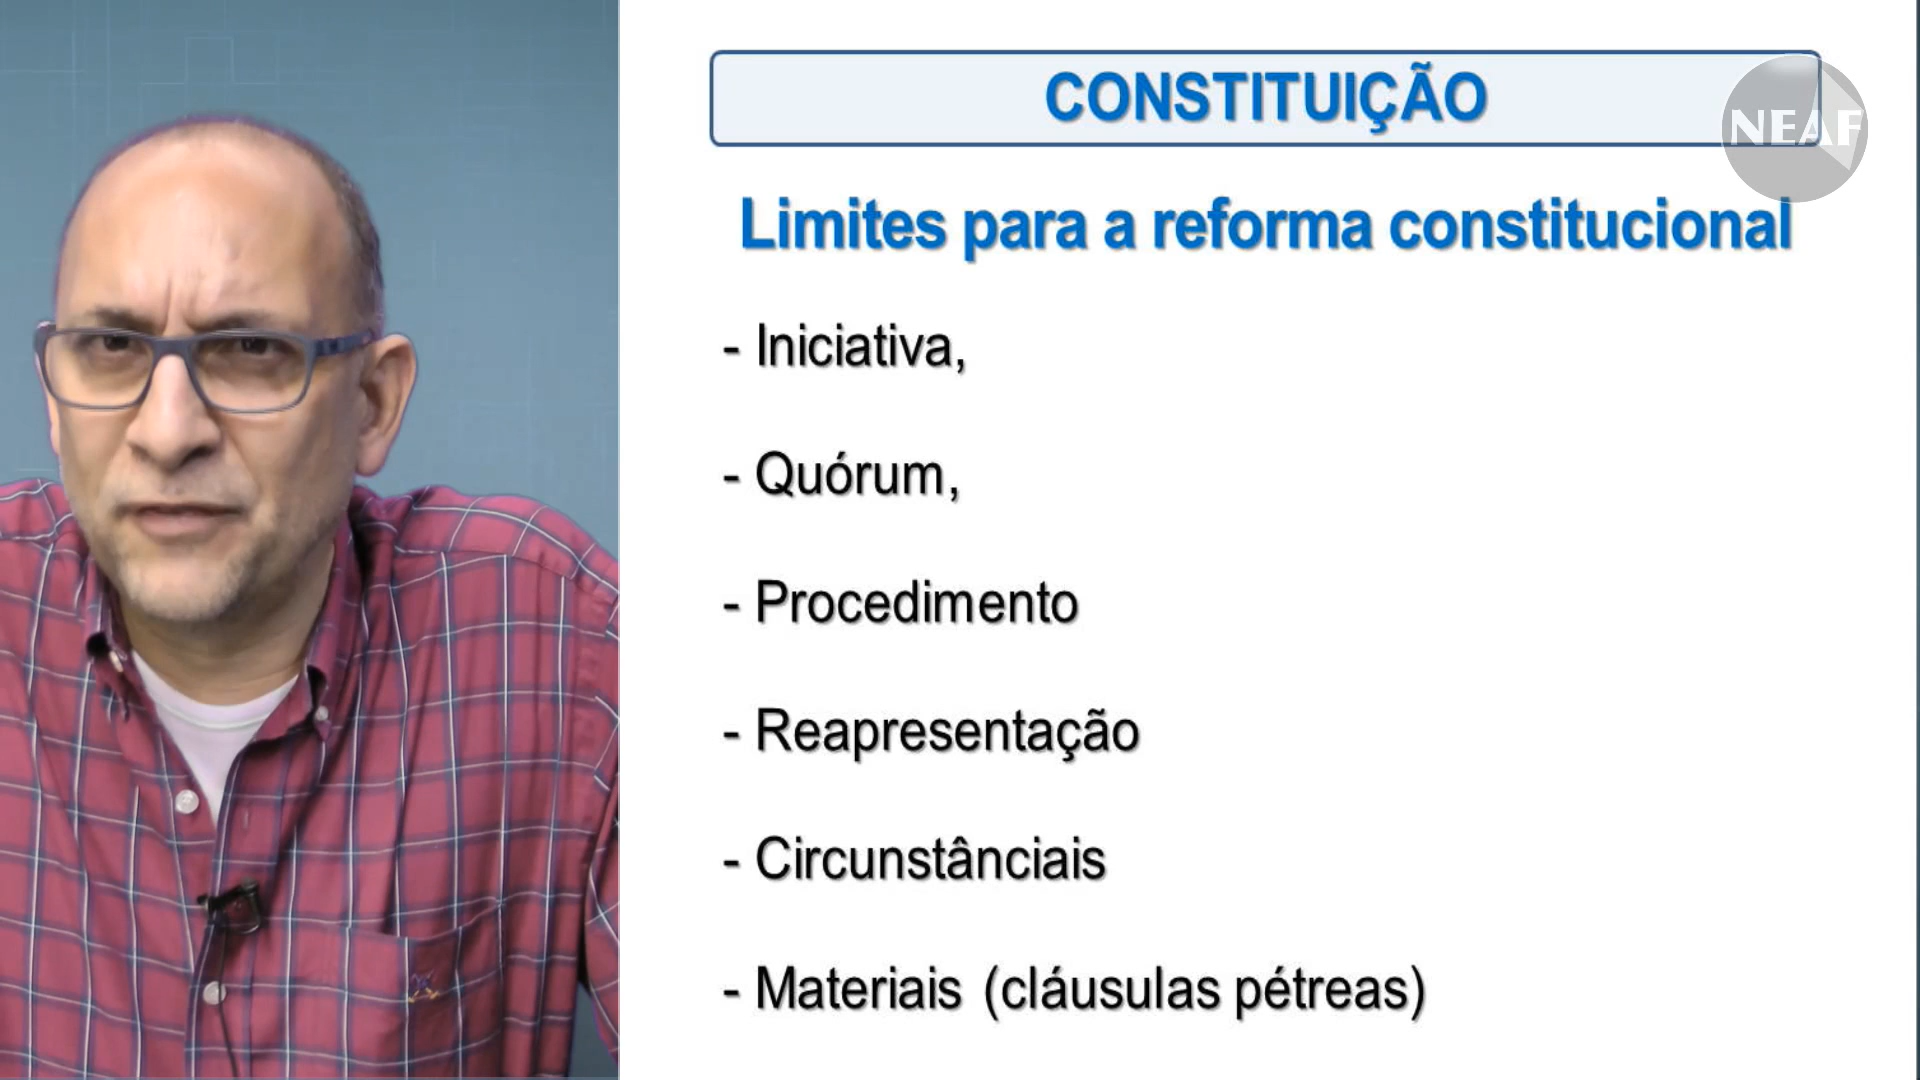 CONSTITUIÇÃO
NEAF
Limites para a reforma constitucional
- Iniciativa,
- Quórum,
- Procedimento
- Reapresentação
- Circunstânciais
- Materiais (cláusulas pétreas)